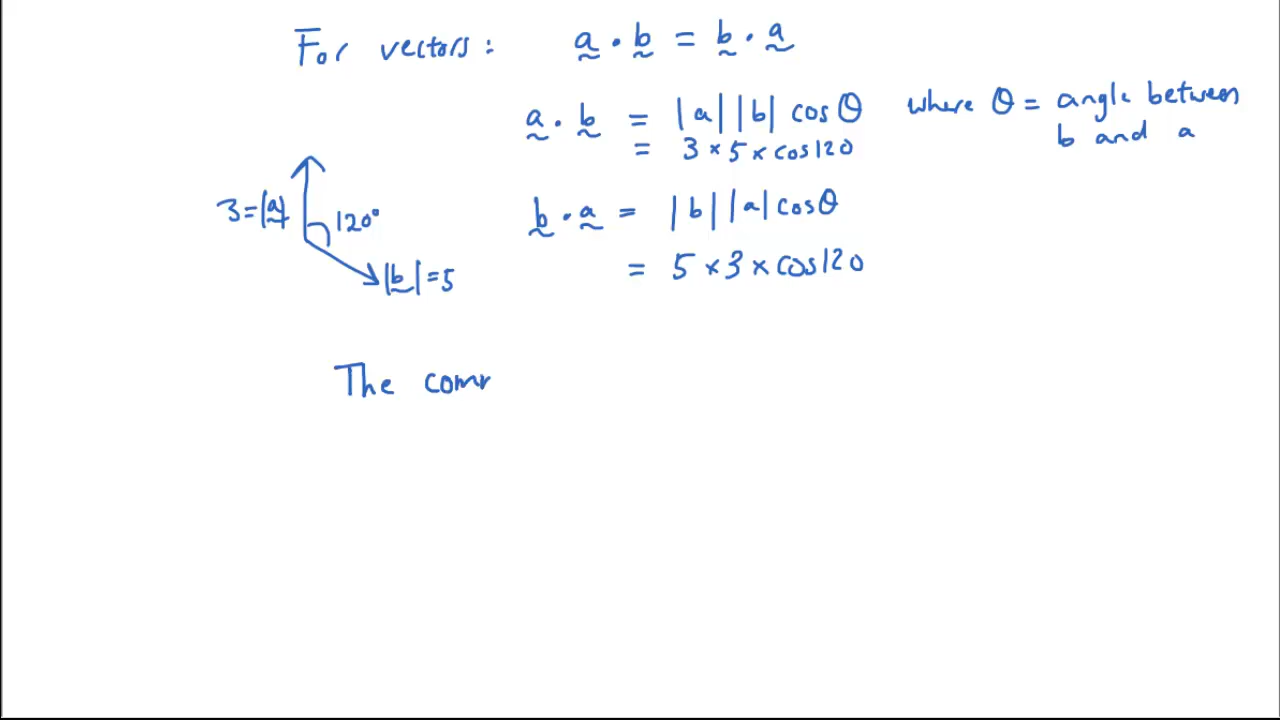 For vectors: a · b = b · a
a · b = |a| |b| cos θ where θ = angle between
b and a
= 3 × 5 × cos 120
3 = |a|
120°
|b| = 5
b · a = |b| |a| cos θ
= 5 × 3 × cos 120
The com